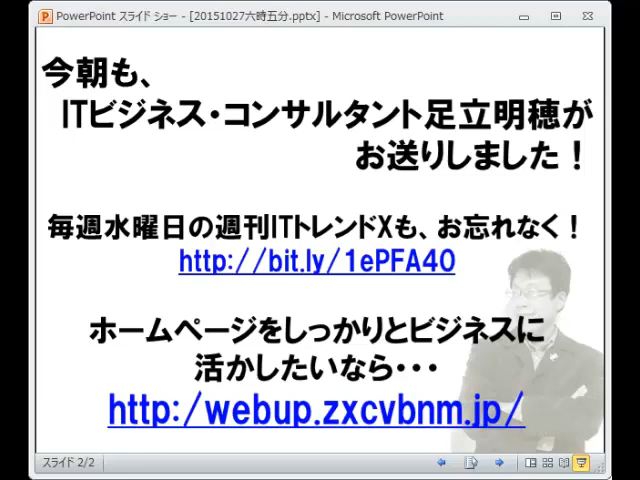 PowerPoint スライド ショー - [20151027六時五分.pptx] - Microsoft PowerPoint
今朝も、
ITビジネス・コンサルタント足立明穂が
お送りしました！
毎週水曜日の週刊ITトレンドXも、お忘れなく！
http://bit.ly/1ePFA40
ホームページをしっかりとビジネスに
活かしたいなら・・・
http:/webup.zxcvbnm.jp/
スライド 2/2